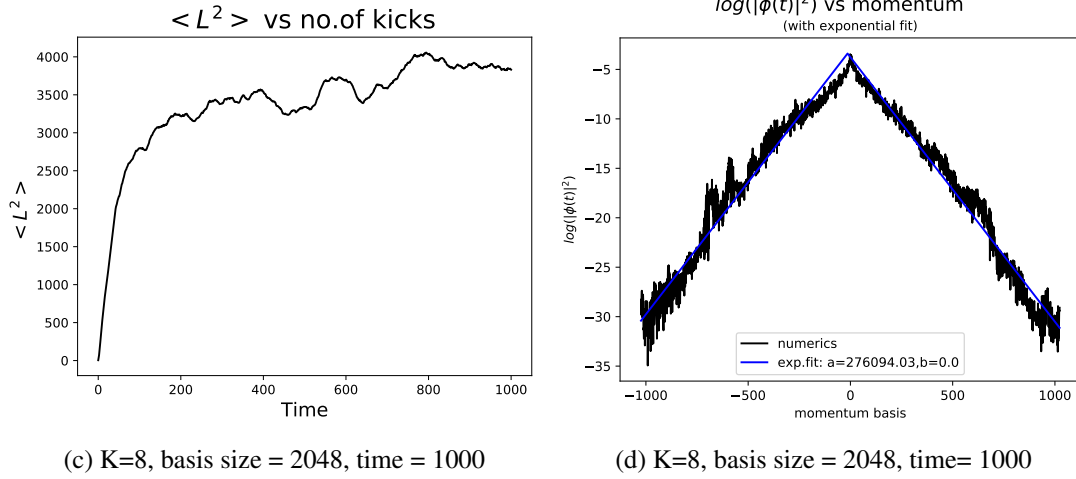 < L² > vs no.of kicks
< L² >
4000
3500
3000
2500
2000
1500
1000
500
0
0 200 400 600 800 1000
Time
(c) K=8, basis size = 2048, time = 1000
log(|ϕ(t)|²) vs momentum
(with exponential fit)
log(|ϕ(t)|²)
−5
−10
−15
−20
−25
−30
−35
numerics
exp.fit: a=276094.03,b=0.0
−1000 −500 0 500 1000
momentum basis
(d) K=8, basis size = 2048, time= 1000